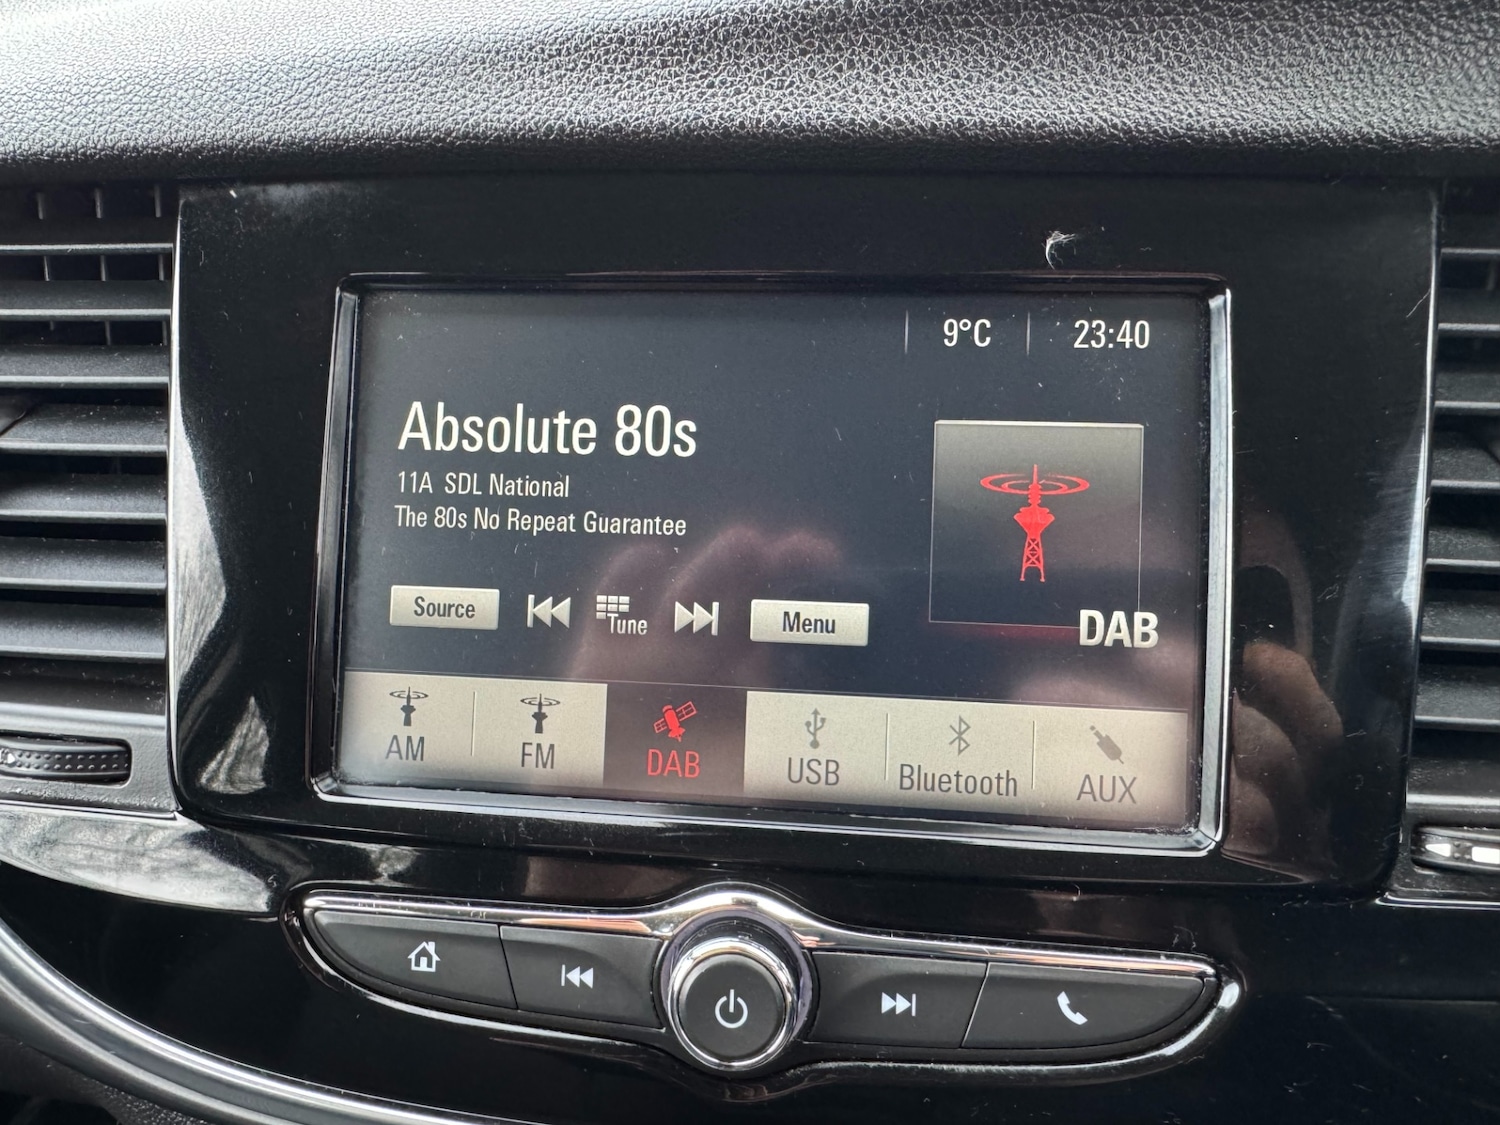 9°C 23:40
Absolute 80s
11A SDL National
The 80s No Repeat Guarantee
Source Tune Menu
DAB
AM FM DAB USB Bluetooth AUX